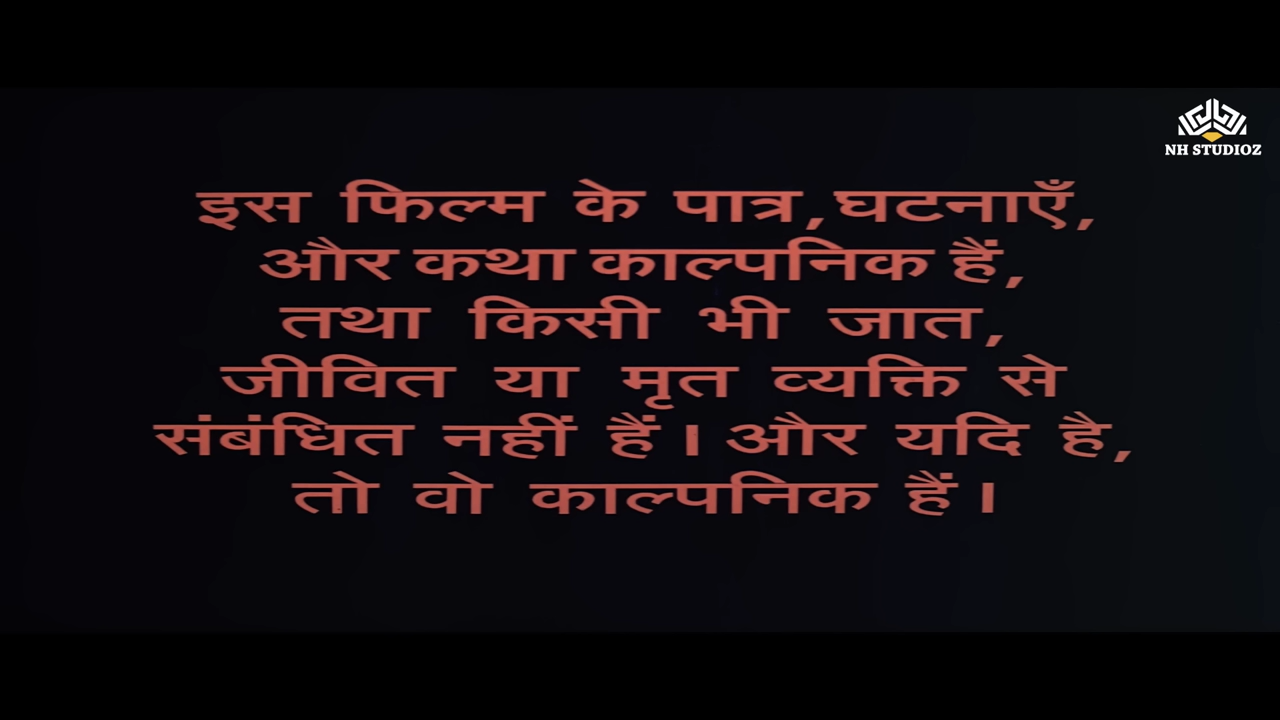 NH STUDIOZ
इस फिल्म के पात्र,घटनाएँ,
और कथा काल्पनिक हैं,
तथा किसी भी जात,
जीवित या मृत व्यक्ति से
संबंधित नहीं हैं। और यदि है,
तो वो काल्पनिक हैं।